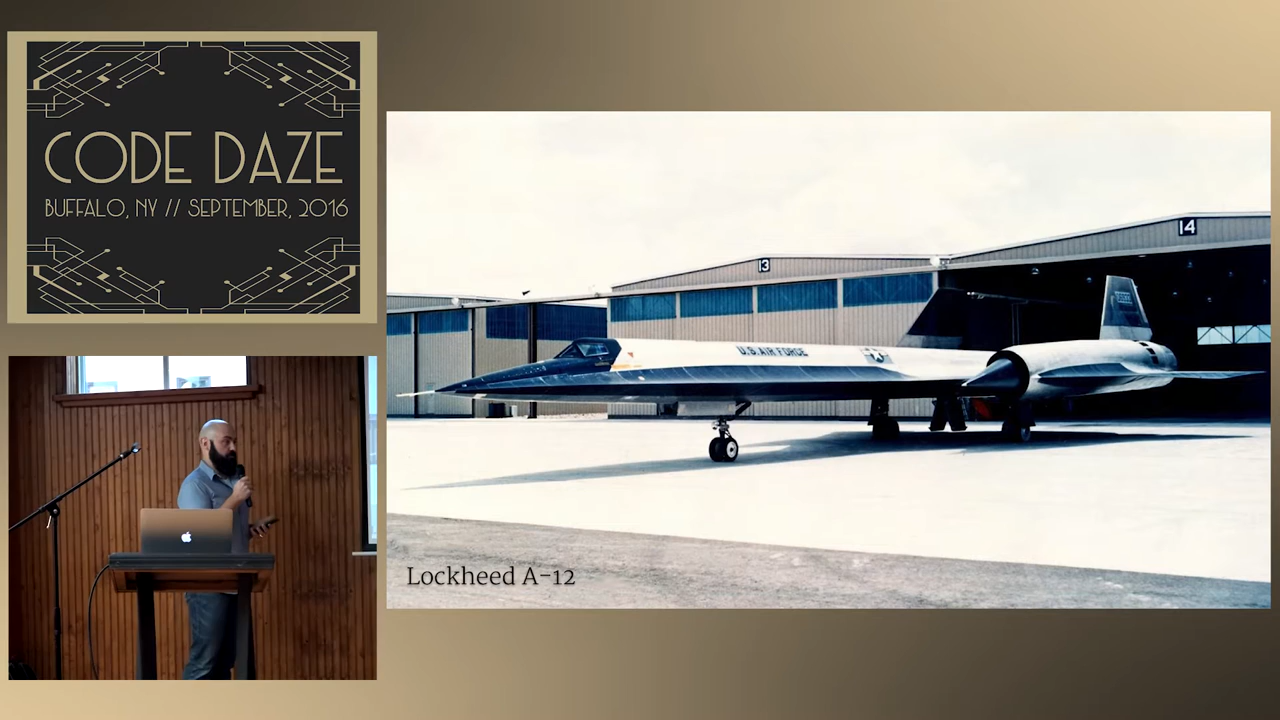 CODE DAZE
BUFFALO, NY // SEPTEMBER, 2016
13
14
U.S. AIR FORCE
Lockheed A-12